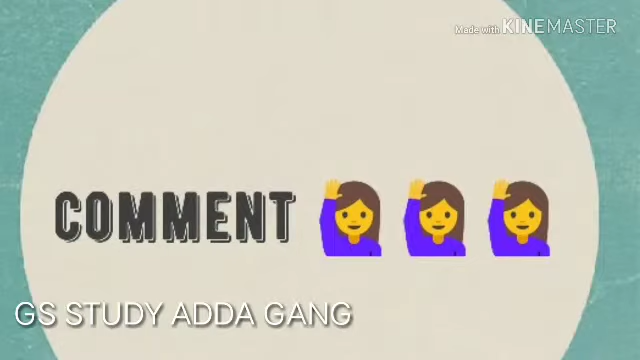 Made with KINEMASTER
COMMENT 🙋‍♀️ 🙋‍♀️ 🙋‍♀️
GS STUDY ADDA GANG